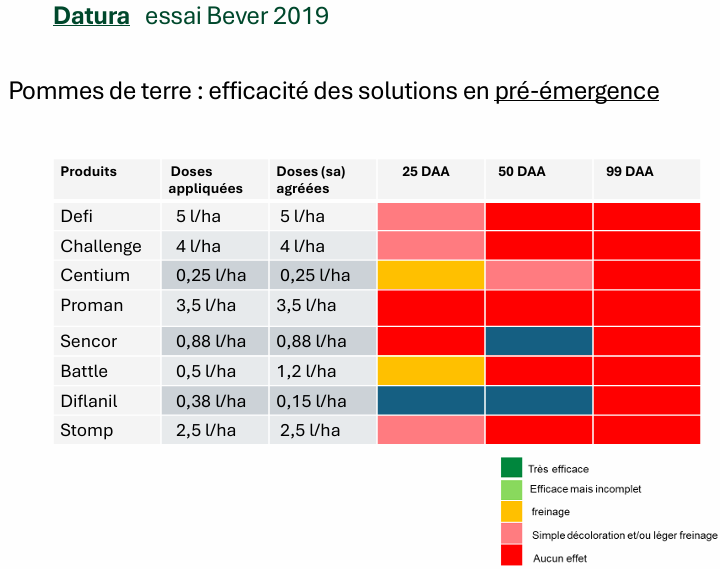 Datura essai Bever 2019
Pommes de terre : efficacité des solutions en pré-émergence
Produits Doses appliquées Doses (sa) agréées 25 DAA 50 DAA 99 DAA
Defi 5 l/ha 5 l/ha
Challenge 4 l/ha 4 l/ha
Centium 0,25 l/ha 0,25 l/ha
Proman 3,5 l/ha 3,5 l/ha
Sencor 0,88 l/ha 0,88 l/ha
Battle 0,5 l/ha 1,2 l/ha
Diflanil 0,38 l/ha 0,15 l/ha
Stomp 2,5 l/ha 2,5 l/ha
Très efficace
Efficace mais incomplet
freinage
Simple décoloration et/ou léger freinage
Aucun effet